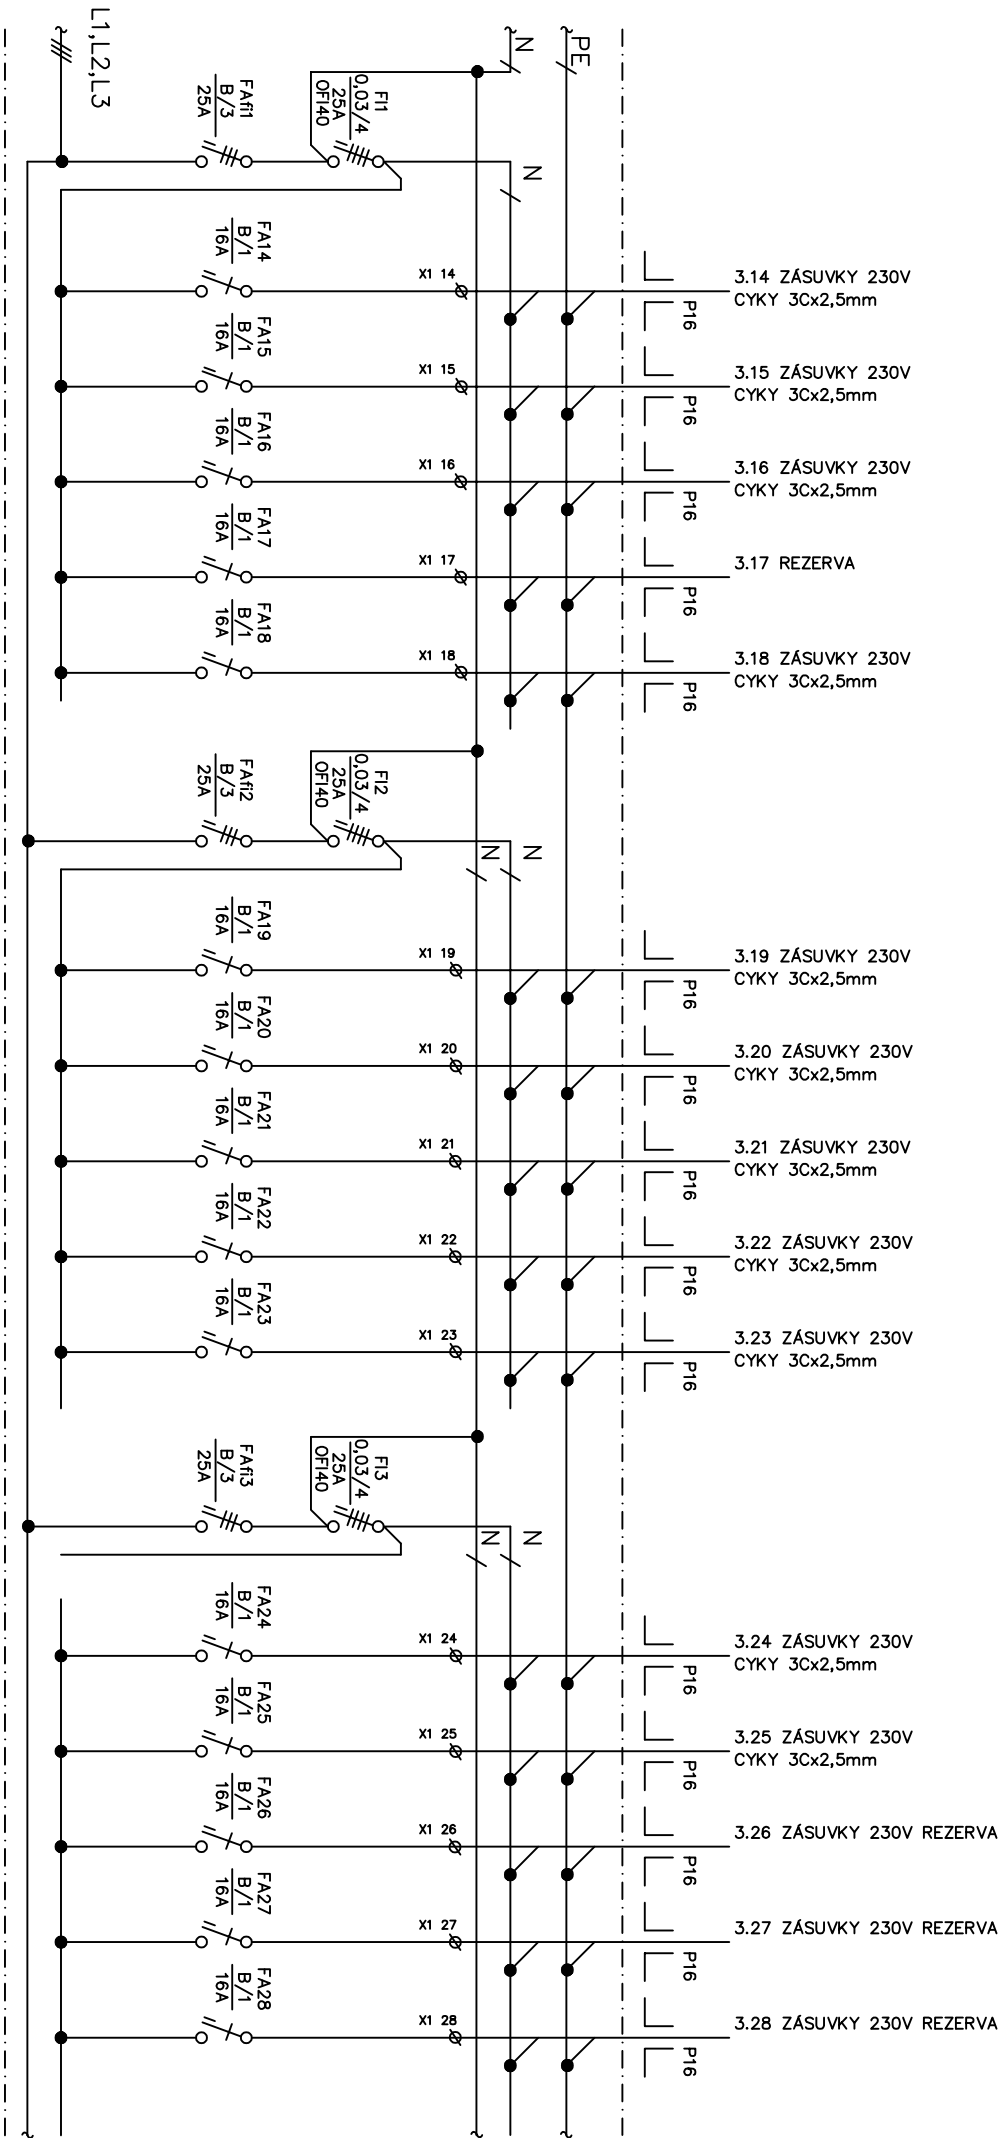 L1,L2,L3
N
PE
FAfi1
B/3
25A
FI1
0,03/4
25A
OFI40
N
FA14
B/1
16A
X1 14
P16
3.14 ZÁSUVKY 230V
CYKY 3Cx2,5mm
FA15
B/1
16A
X1 15
P16
3.15 ZÁSUVKY 230V
CYKY 3Cx2,5mm
FA16
B/1
16A
X1 16
P16
3.16 ZÁSUVKY 230V
CYKY 3Cx2,5mm
FA17
B/1
16A
X1 17
P16
3.17 REZERVA
FA18
B/1
16A
X1 18
P16
3.18 ZÁSUVKY 230V
CYKY 3Cx2,5mm
FAfi2
B/3
25A
FI2
0,03/4
25A
OFI40
N
N
FA19
B/1
16A
X1 19
P16
3.19 ZÁSUVKY 230V
CYKY 3Cx2,5mm
FA20
B/1
16A
X1 20
P16
3.20 ZÁSUVKY 230V
CYKY 3Cx2,5mm
FA21
B/1
16A
X1 21
P16
3.21 ZÁSUVKY 230V
CYKY 3Cx2,5mm
FA22
B/1
16A
X1 22
P16
3.22 ZÁSUVKY 230V
CYKY 3Cx2,5mm
FA23
B/1
16A
X1 23
P16
3.23 ZÁSUVKY 230V
CYKY 3Cx2,5mm
FAfi3
B/3
25A
FI3
0,03/4
25A
OFI40
N
N
FA24
B/1
16A
X1 24
P16
3.24 ZÁSUVKY 230V
CYKY 3Cx2,5mm
FA25
B/1
16A
X1 25
P16
3.25 ZÁSUVKY 230V
CYKY 3Cx2,5mm
FA26
B/1
16A
X1 26
P16
3.26 ZÁSUVKY 230V REZERVA
FA27
B/1
16A
X1 27
P16
3.27 ZÁSUVKY 230V REZERVA
FA28
B/1
16A
X1 28
P16
3.28 ZÁSUVKY 230V REZERVA